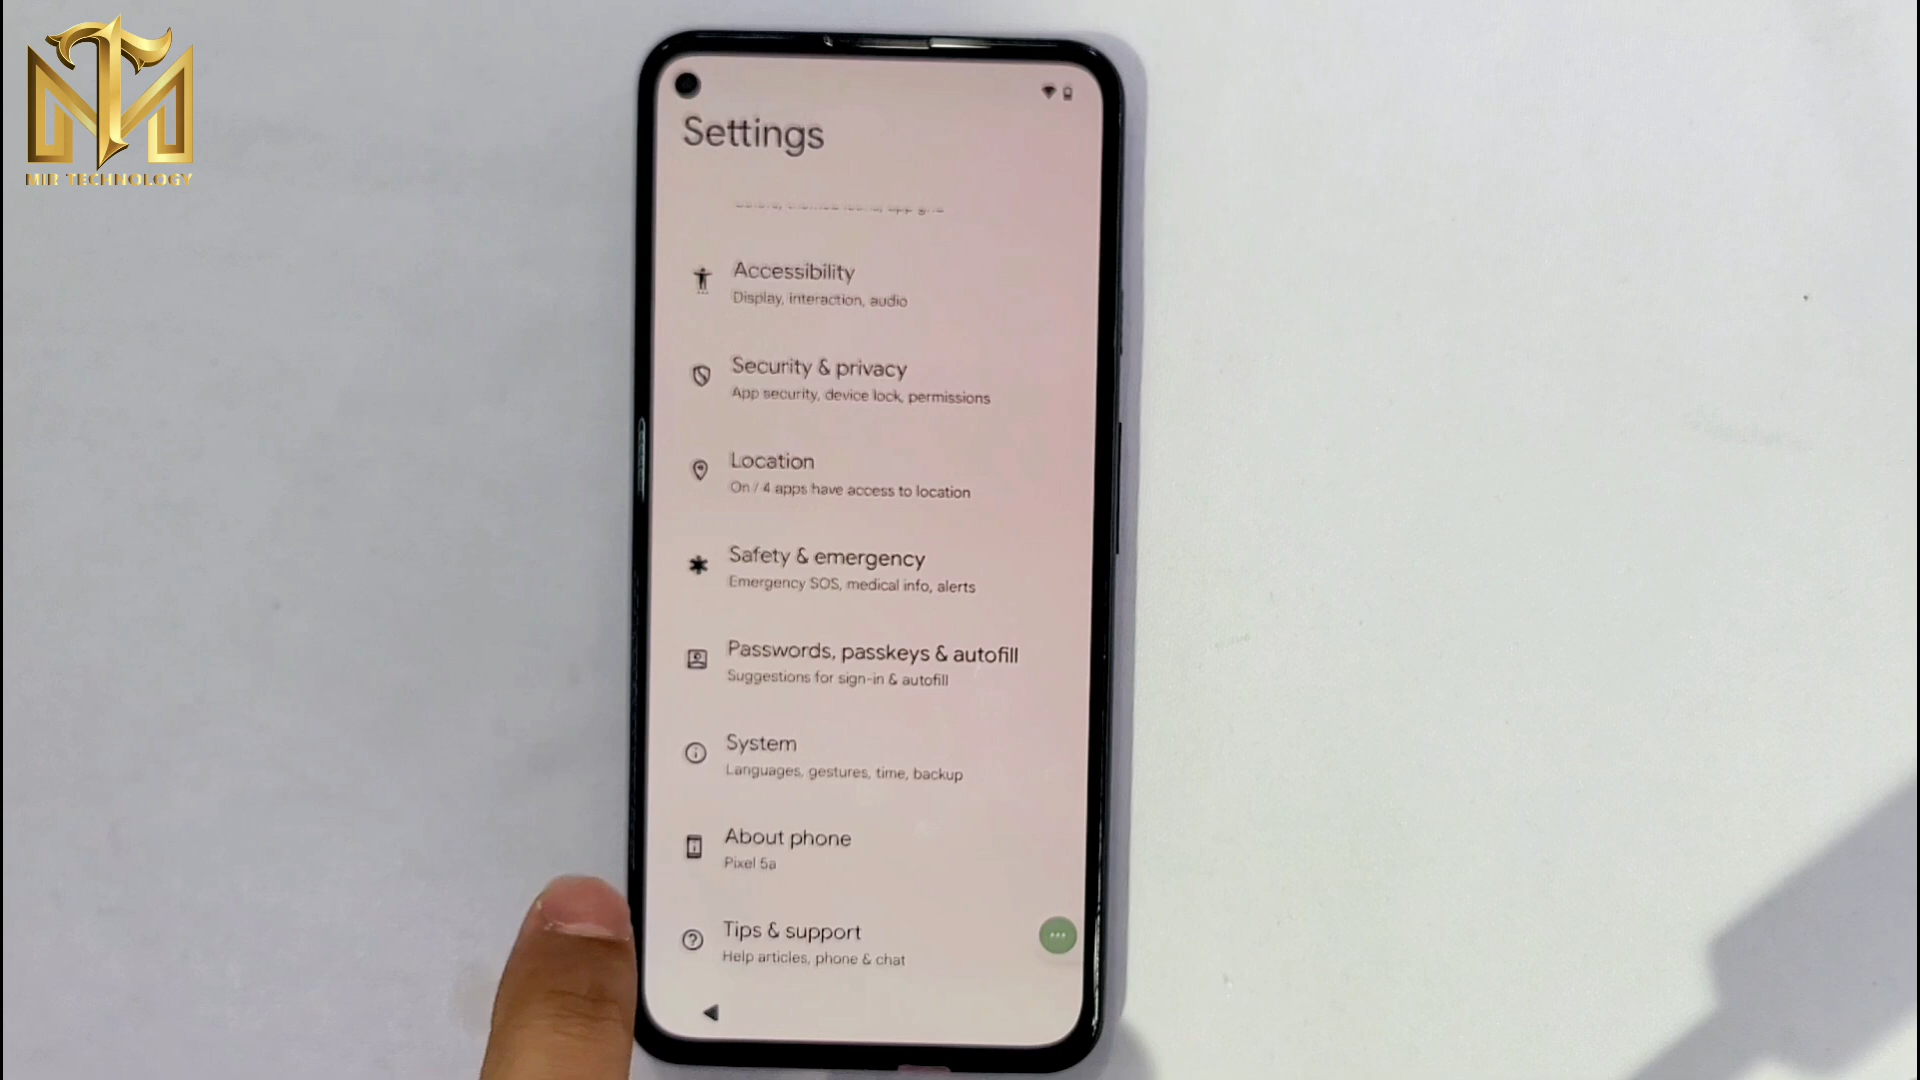 MIR TECHNOLOGY
Settings
Accessibility
Display, interaction, audio
Security & privacy
App security, device lock, permissions
Location
On / 4 apps have access to location
Safety & emergency
Emergency SOS, medical info, alerts
Passwords, passkeys & autofill
Suggestions for sign-in & autofill
System
Languages, gestures, time, backup
About phone
Pixel 5a
Tips & support
Help articles, phone & chat